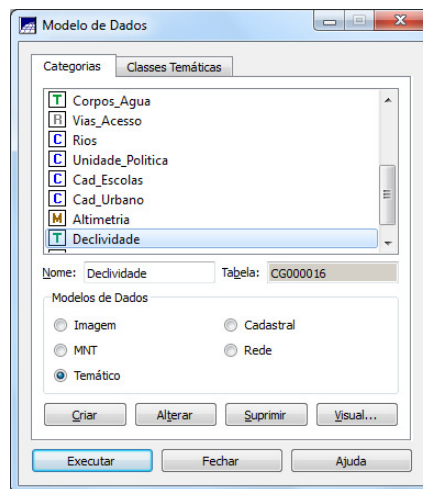 Modelo de Dados
Categorias Classes Temáticas
T Corpos_Agua
R Vias_Acesso
C Rios
C Unidade_Politica
C Cad_Escolas
C Cad_Urbano
M Altimetria
T Declividade
Nome: Declividade Tabela: CG000016
Modelos de Dados
Imagem Cadastral
MNT Rede
Temático
Criar Alterar Suprimir Visual...
Executar Fechar Ajuda